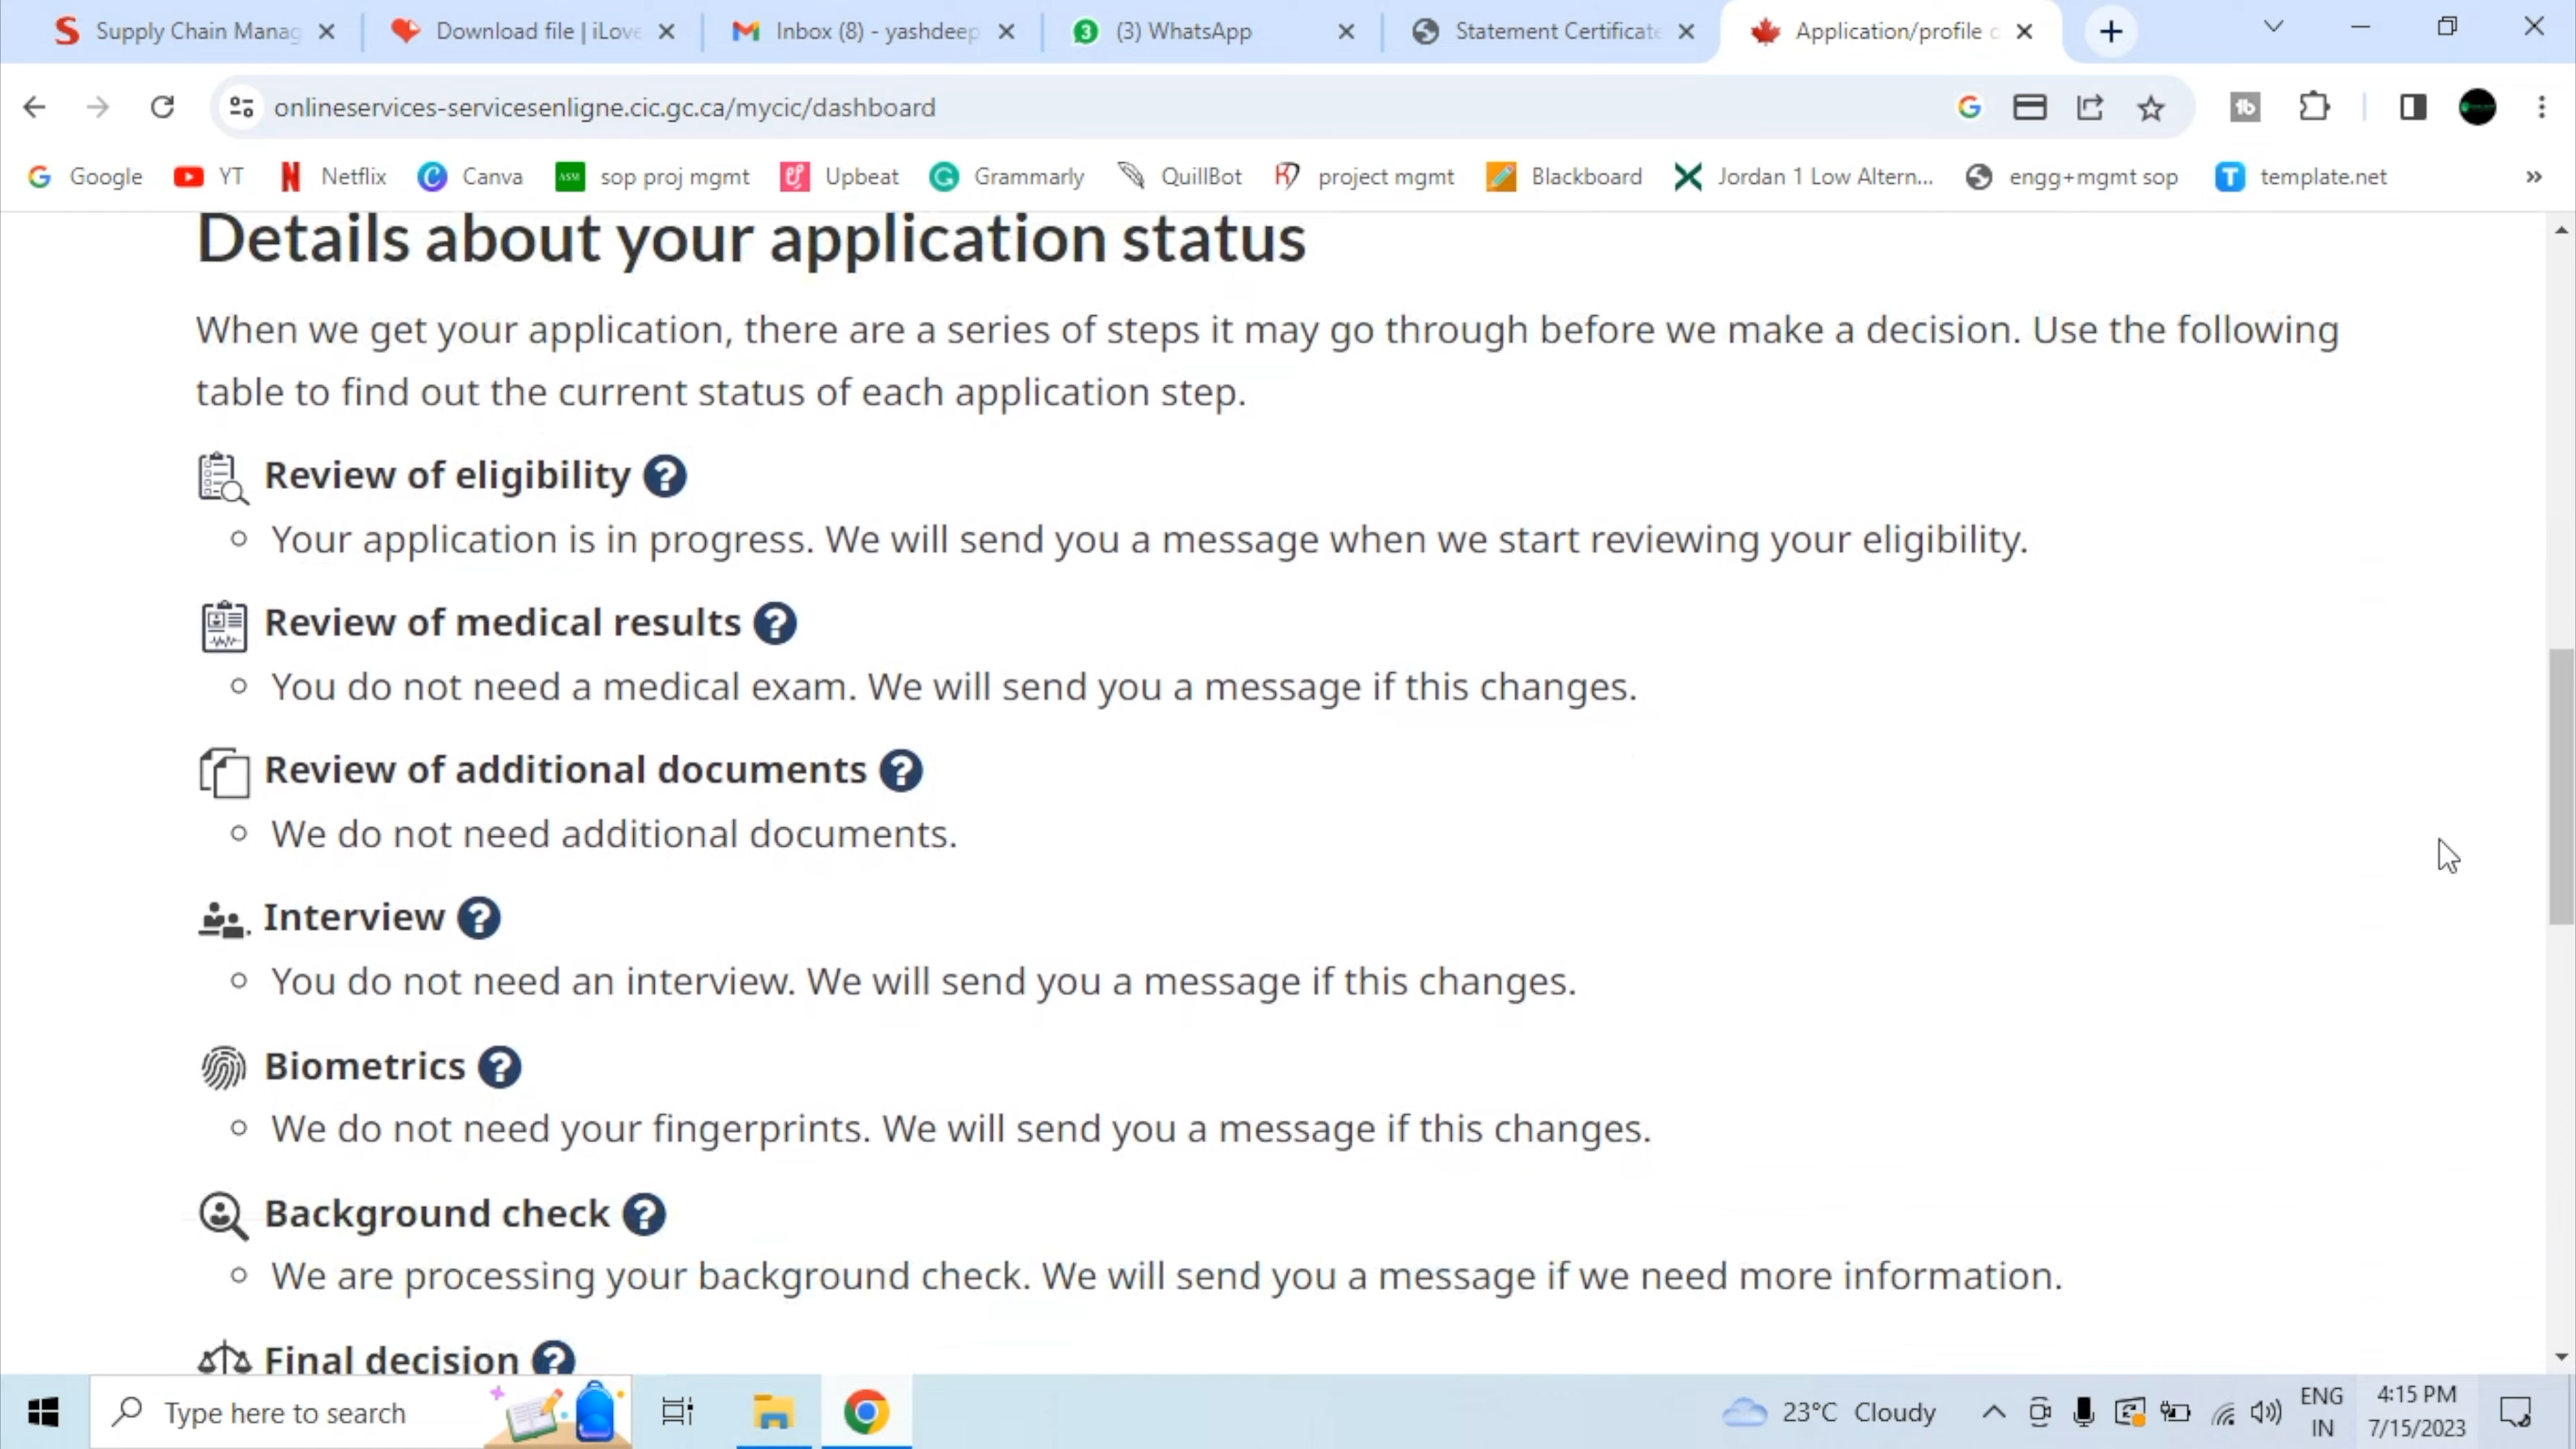 Supply Chain Manag
Download file | iLove
Inbox (8) - yashdeep
3
(3) WhatsApp
Statement Certificate
Application/profile c
onlineservices-servicesenligne.cic.gc.ca/mycic/dashboard
Google
YT
Netflix
Canva
ASM
sop proj mgmt
Upbeat
Grammarly
QuillBot
project mgmt
Blackboard
Jordan 1 Low Altern...
engg+mgmt sop
template.net
»
Details about your application status
When we get your application, there are a series of steps it may go through before we make a decision. Use the following
table to find out the current status of each application step.
Review of eligibility ?
Your application is in progress. We will send you a message when we start reviewing your eligibility.
Review of medical results ?
You do not need a medical exam. We will send you a message if this changes.
Review of additional documents ?
We do not need additional documents.
Interview ?
You do not need an interview. We will send you a message if this changes.
Biometrics ?
We do not need your fingerprints. We will send you a message if this changes.
Background check ?
We are processing your background check. We will send you a message if we need more information.
Final decision ?
Type here to search
23°C Cloudy
ENG
IN
4:15 PM
7/15/2023